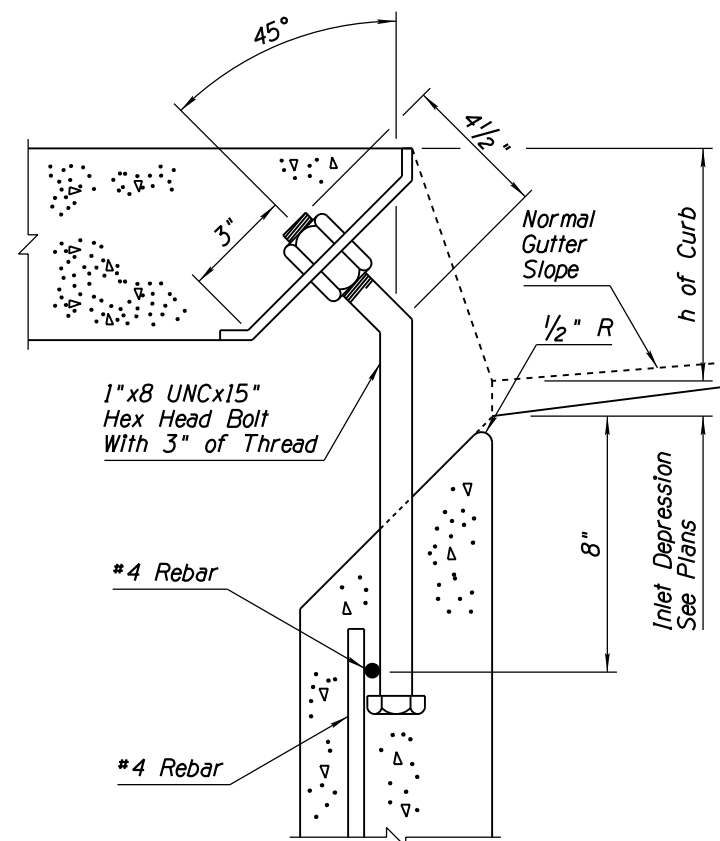 45°
4½"
3"
Normal
Gutter
Slope
h of Curb
½" R
1"x8 UNCx15"
Hex Head Bolt
With 3" of Thread
8"
Inlet Depression
See Plans
#4 Rebar
#4 Rebar